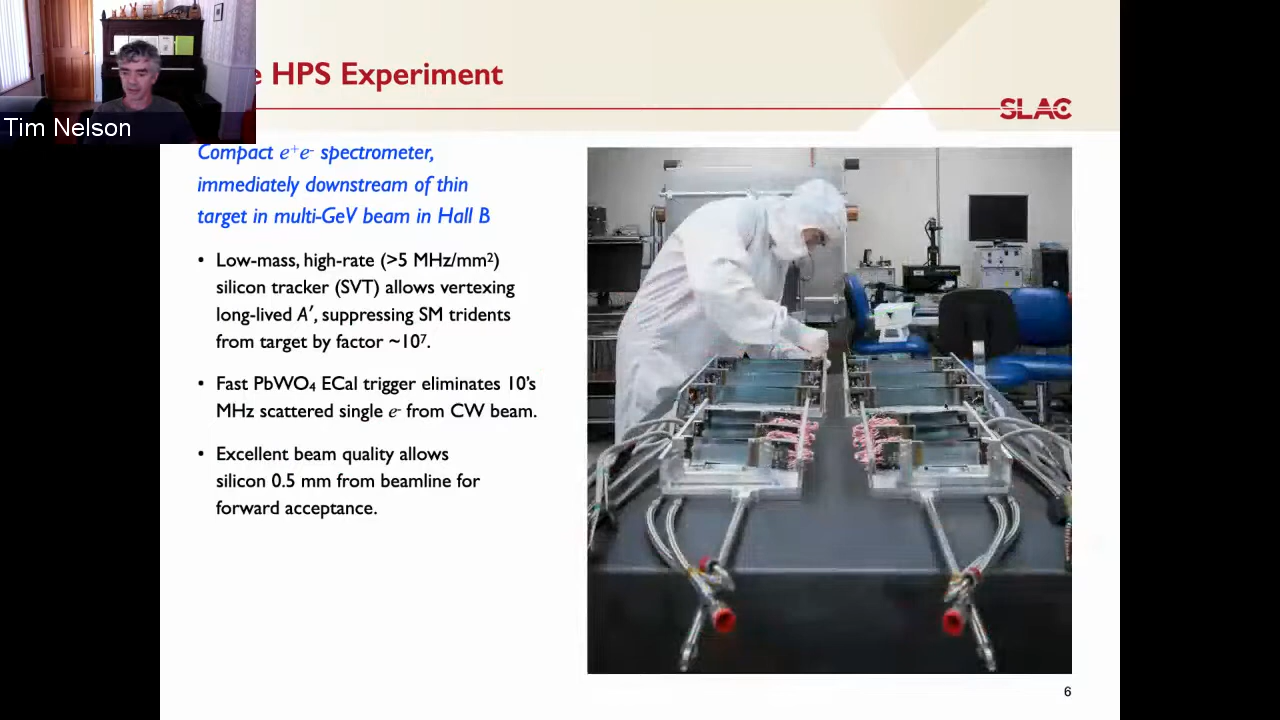 e HPS Experiment
SLAC
Tim Nelson
Compact e⁺e⁻ spectrometer,
immediately downstream of thin
target in multi-GeV beam in Hall B
• Low-mass, high-rate (>5 MHz/mm²)
silicon tracker (SVT) allows vertexing
long-lived A′, suppressing SM tridents
from target by factor ~10⁷.
• Fast PbWO₄ ECal trigger eliminates 10's
MHz scattered single e⁻ from CW beam.
• Excellent beam quality allows
silicon 0.5 mm from beamline for
forward acceptance.
6